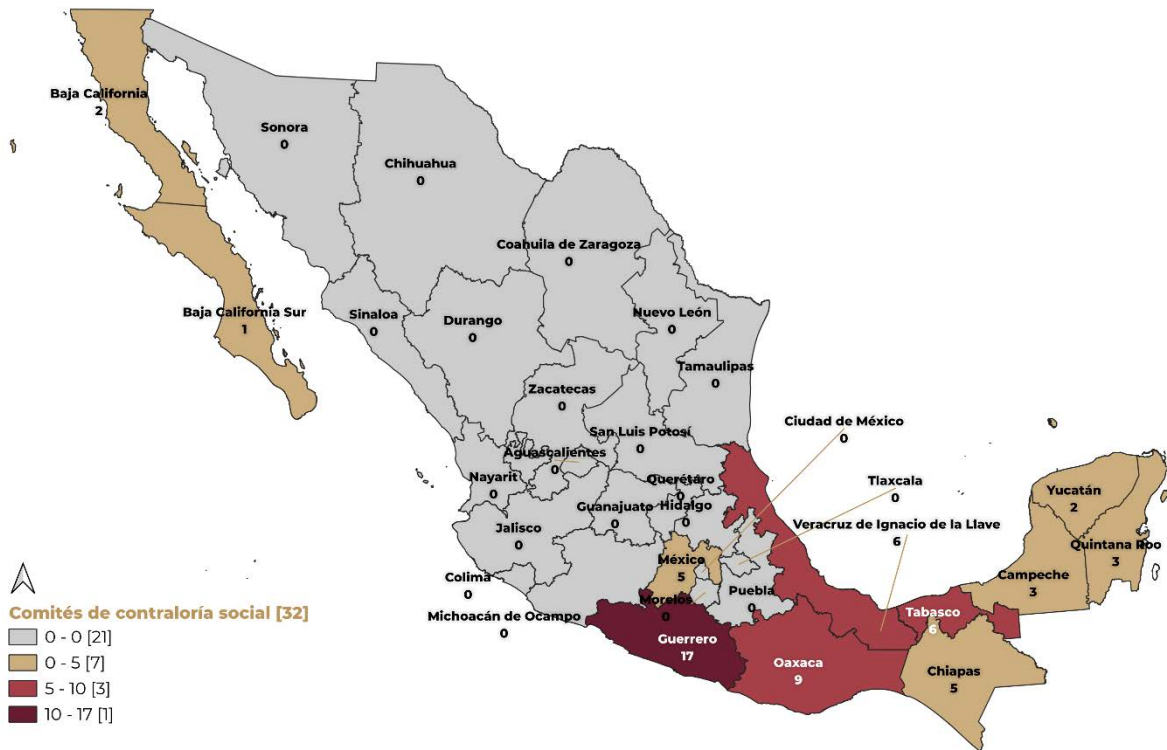 Baja California
2
Sonora
0
Chihuahua
0
Coahuila de Zaragoza
0
Baja California Sur
1
Sinaloa
0
Durango
0
Nuevo León
0
Tamaulipas
0
Zacatecas
0
San Luis Potosí
0
Ciudad de México
0
Aguascalientes
0
Nayarit
0
Querétaro
0
Tlaxcala
0
Guanajuato
0
Hidalgo
0
Jalisco
0
Veracruz de Ignacio de la Llave
6
Yucatán
2
Quintana Roo
3
Campeche
3
México
5
Colima
0
Morelos
0
Puebla
0
Michoacán de Ocampo
0
Tabasco
6
Guerrero
17
Oaxaca
9
Chiapas
5
Comités de contraloría social [32]
0 - 0 [21]
0 - 5 [7]
5 - 10 [3]
10 - 17 [1]